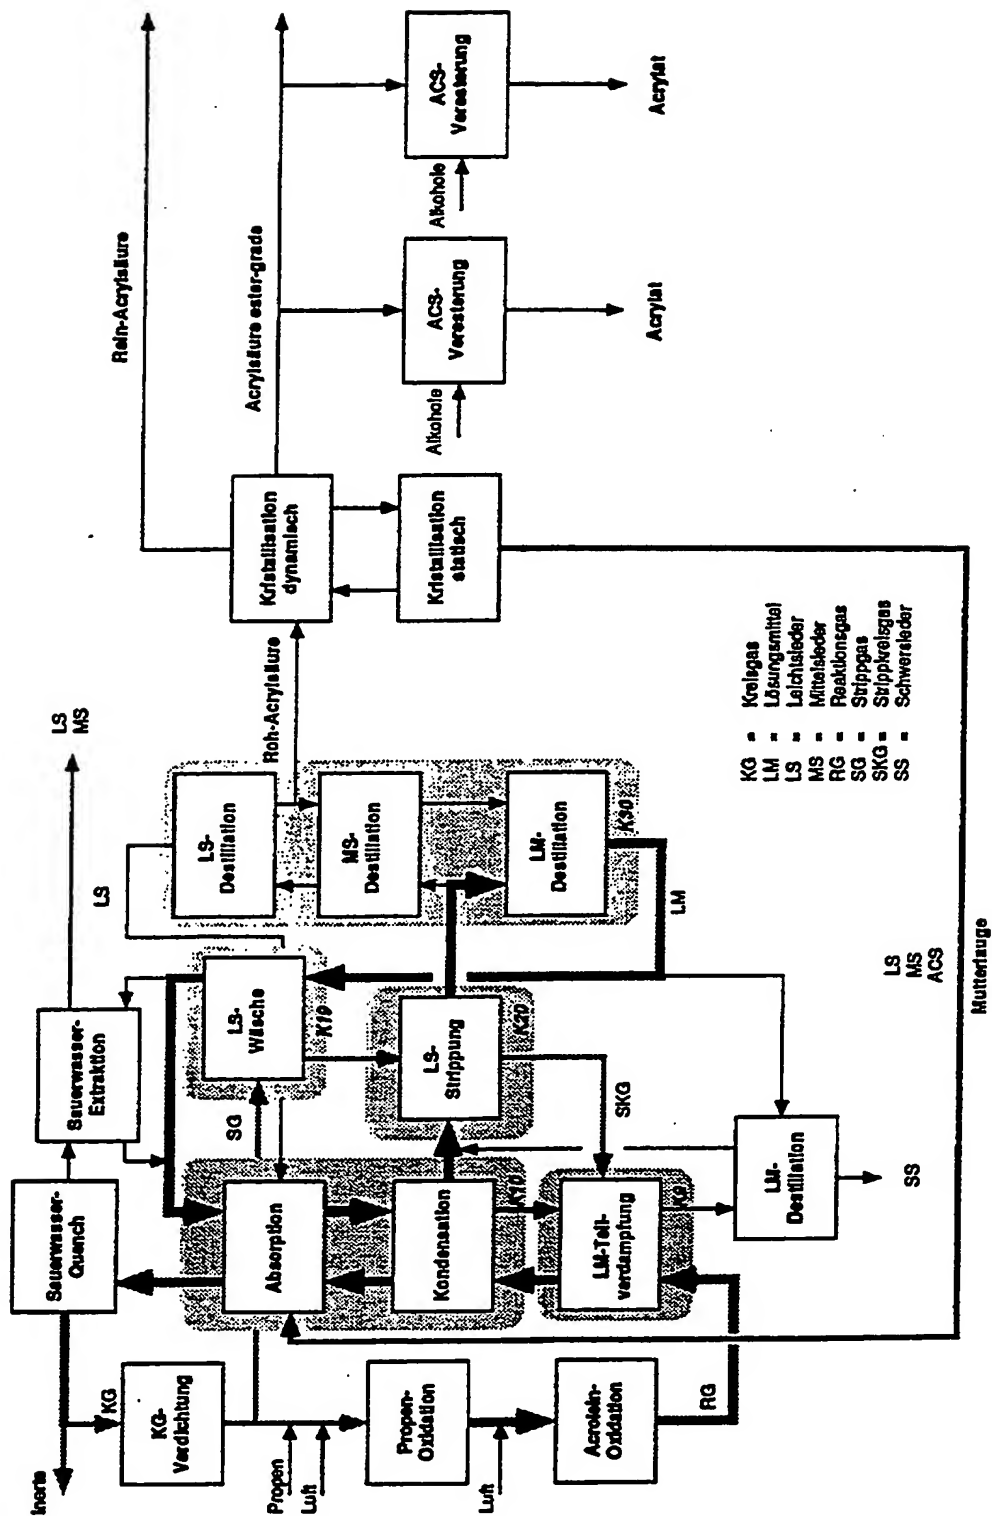 Inerte
KG
KG-
Verdichtung
Propen
Luft
Propen-
Oxidation
Luft
Acrolein-
Oxidation
RG
Sauerwasser-
Quench
Sauerwasser-
Extraktion
LS
MS
Absorption
Kondensation
K10
LM-Teil-
verdampfung
K9
LM-
Destillation
SS
SG
LS-
Wäsche
K19
LS-
Strippung
K20
SKG
LS
LS-
Destillation
MS-
Destillation
LM-
Destillation
K30
LM
Roh-Acrylsäure
Kristallisation
dynamisch
Kristallisation
statisch
Rein-Acrylsäure
Acrylsäure ester-grade
Alkohole
ACS-
Veresterung
Acrylat
Alkohole
ACS-
Veresterung
Acrylat
KG = Kreisgas
LM = Lösungsmittel
LS = Leichtsieder
MS = Mittelsieder
RG = Reaktionsgas
SG = Strippgas
SKG = Strippkreisgas
SS = Schwersieder
LS
MS
ACS
Mutterlauge